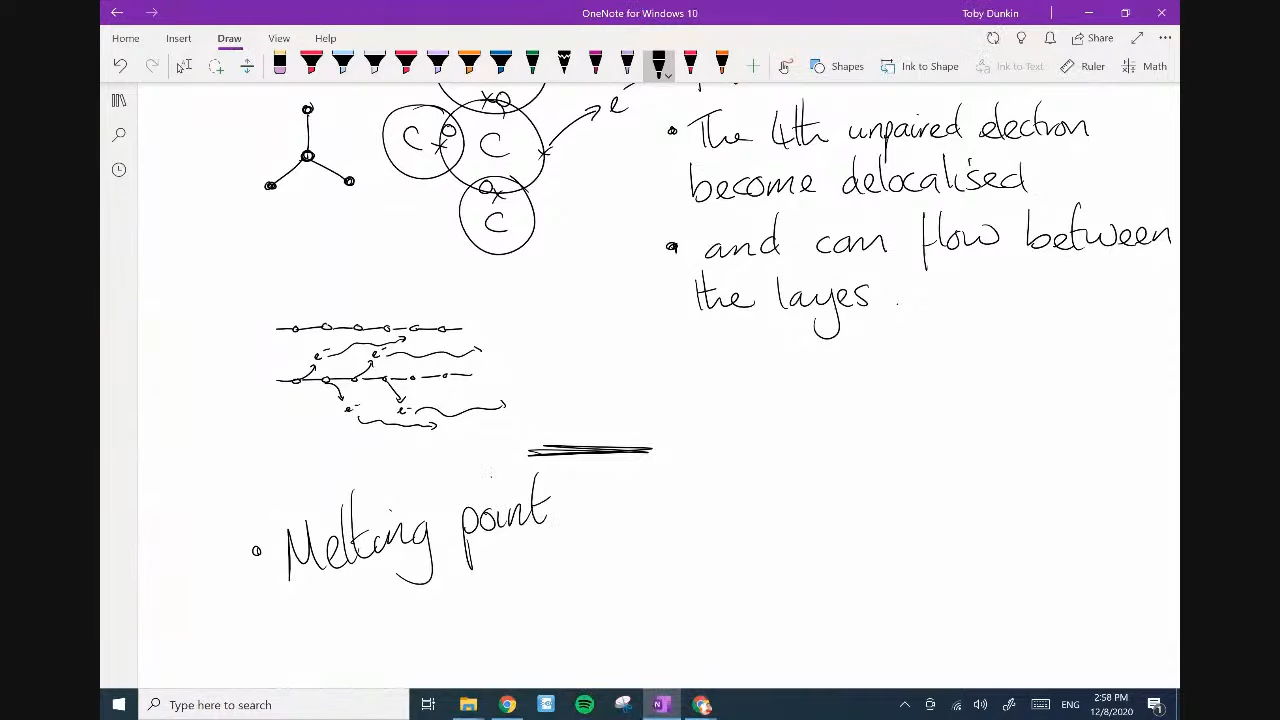 OneNote for Windows 10
Toby Dunkin
Home Insert Draw View Help
Share
Shapes
Ink to Shape
Ink to Text
Ruler
Math
e-
C
C
C
• The 4th unpaired electron
become delocalised
• and can flow between
the layes .
e- e-
e- e-
• Melting point
Type here to search
ENG
2:58 PM
12/8/2020
1